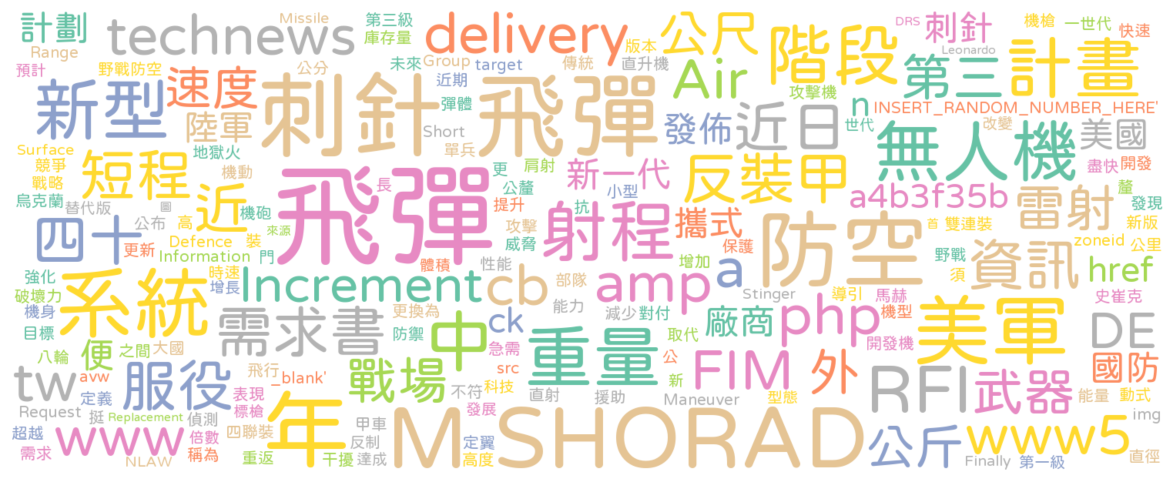 計劃
technews
Missile
第三級
delivery
公尺
階段
DRS
刺針
機槍
一世代
快速
Range
庫存量
版本
Leonardo
計畫
預計
野戰防空
公分
未來
Group
近期
target
傳統
直升機
Air
第三
新型
速度
刺針
飛彈
彈體
攻擊機
n
INSERT_RANDOM_NUMBER_HERE'
陸軍
Short
單兵
發佈
近日
世代
改變
美國
Surface
競爭
戰略
烏克蘭
短程
地獄火
機動
更
肩射
新一代
小型
反裝甲
無人機
盡快
開發
替代版
圖
公布
近
高
機砲
來源
長
飛彈
公釐
提升
抗
攻擊
威脅
射程
攜式
保護
a4b3f35b
首
雙連裝
雷射
釐
發現
新版
四十
更新
Defence
裝
Information
門
防空
野戰
須
zoneid
公里
資訊
href
強化
破壞力
機身
目標
系統
時速
增長
Increment
體積
性能
cb
部隊
能力
增加
amp
a
Stinger
減少
對付
導引
馬赫
機型
史崔克
需求書
更換為
防禦
中
ck
急需
重量
取代
廠商
php
開發機
美軍
DE
八輪
便
之間
大國
tw
avw
定義
服役
飛行
_blank'
表現
標槍
戰場
src
科技
不符
發展
直射
援助
公
新
FIM
Maneuver
外
型態
RFI
武器
國防
能量
動式
img
Request
挺
Replacement
偵測
超越
需求
www
倍數
稱為
NLAW
四聯裝
重返
年
甲車
反制
干擾
達成
M
定翼
高度
SHORAD
公斤
www5
Finally
第一級
直徑